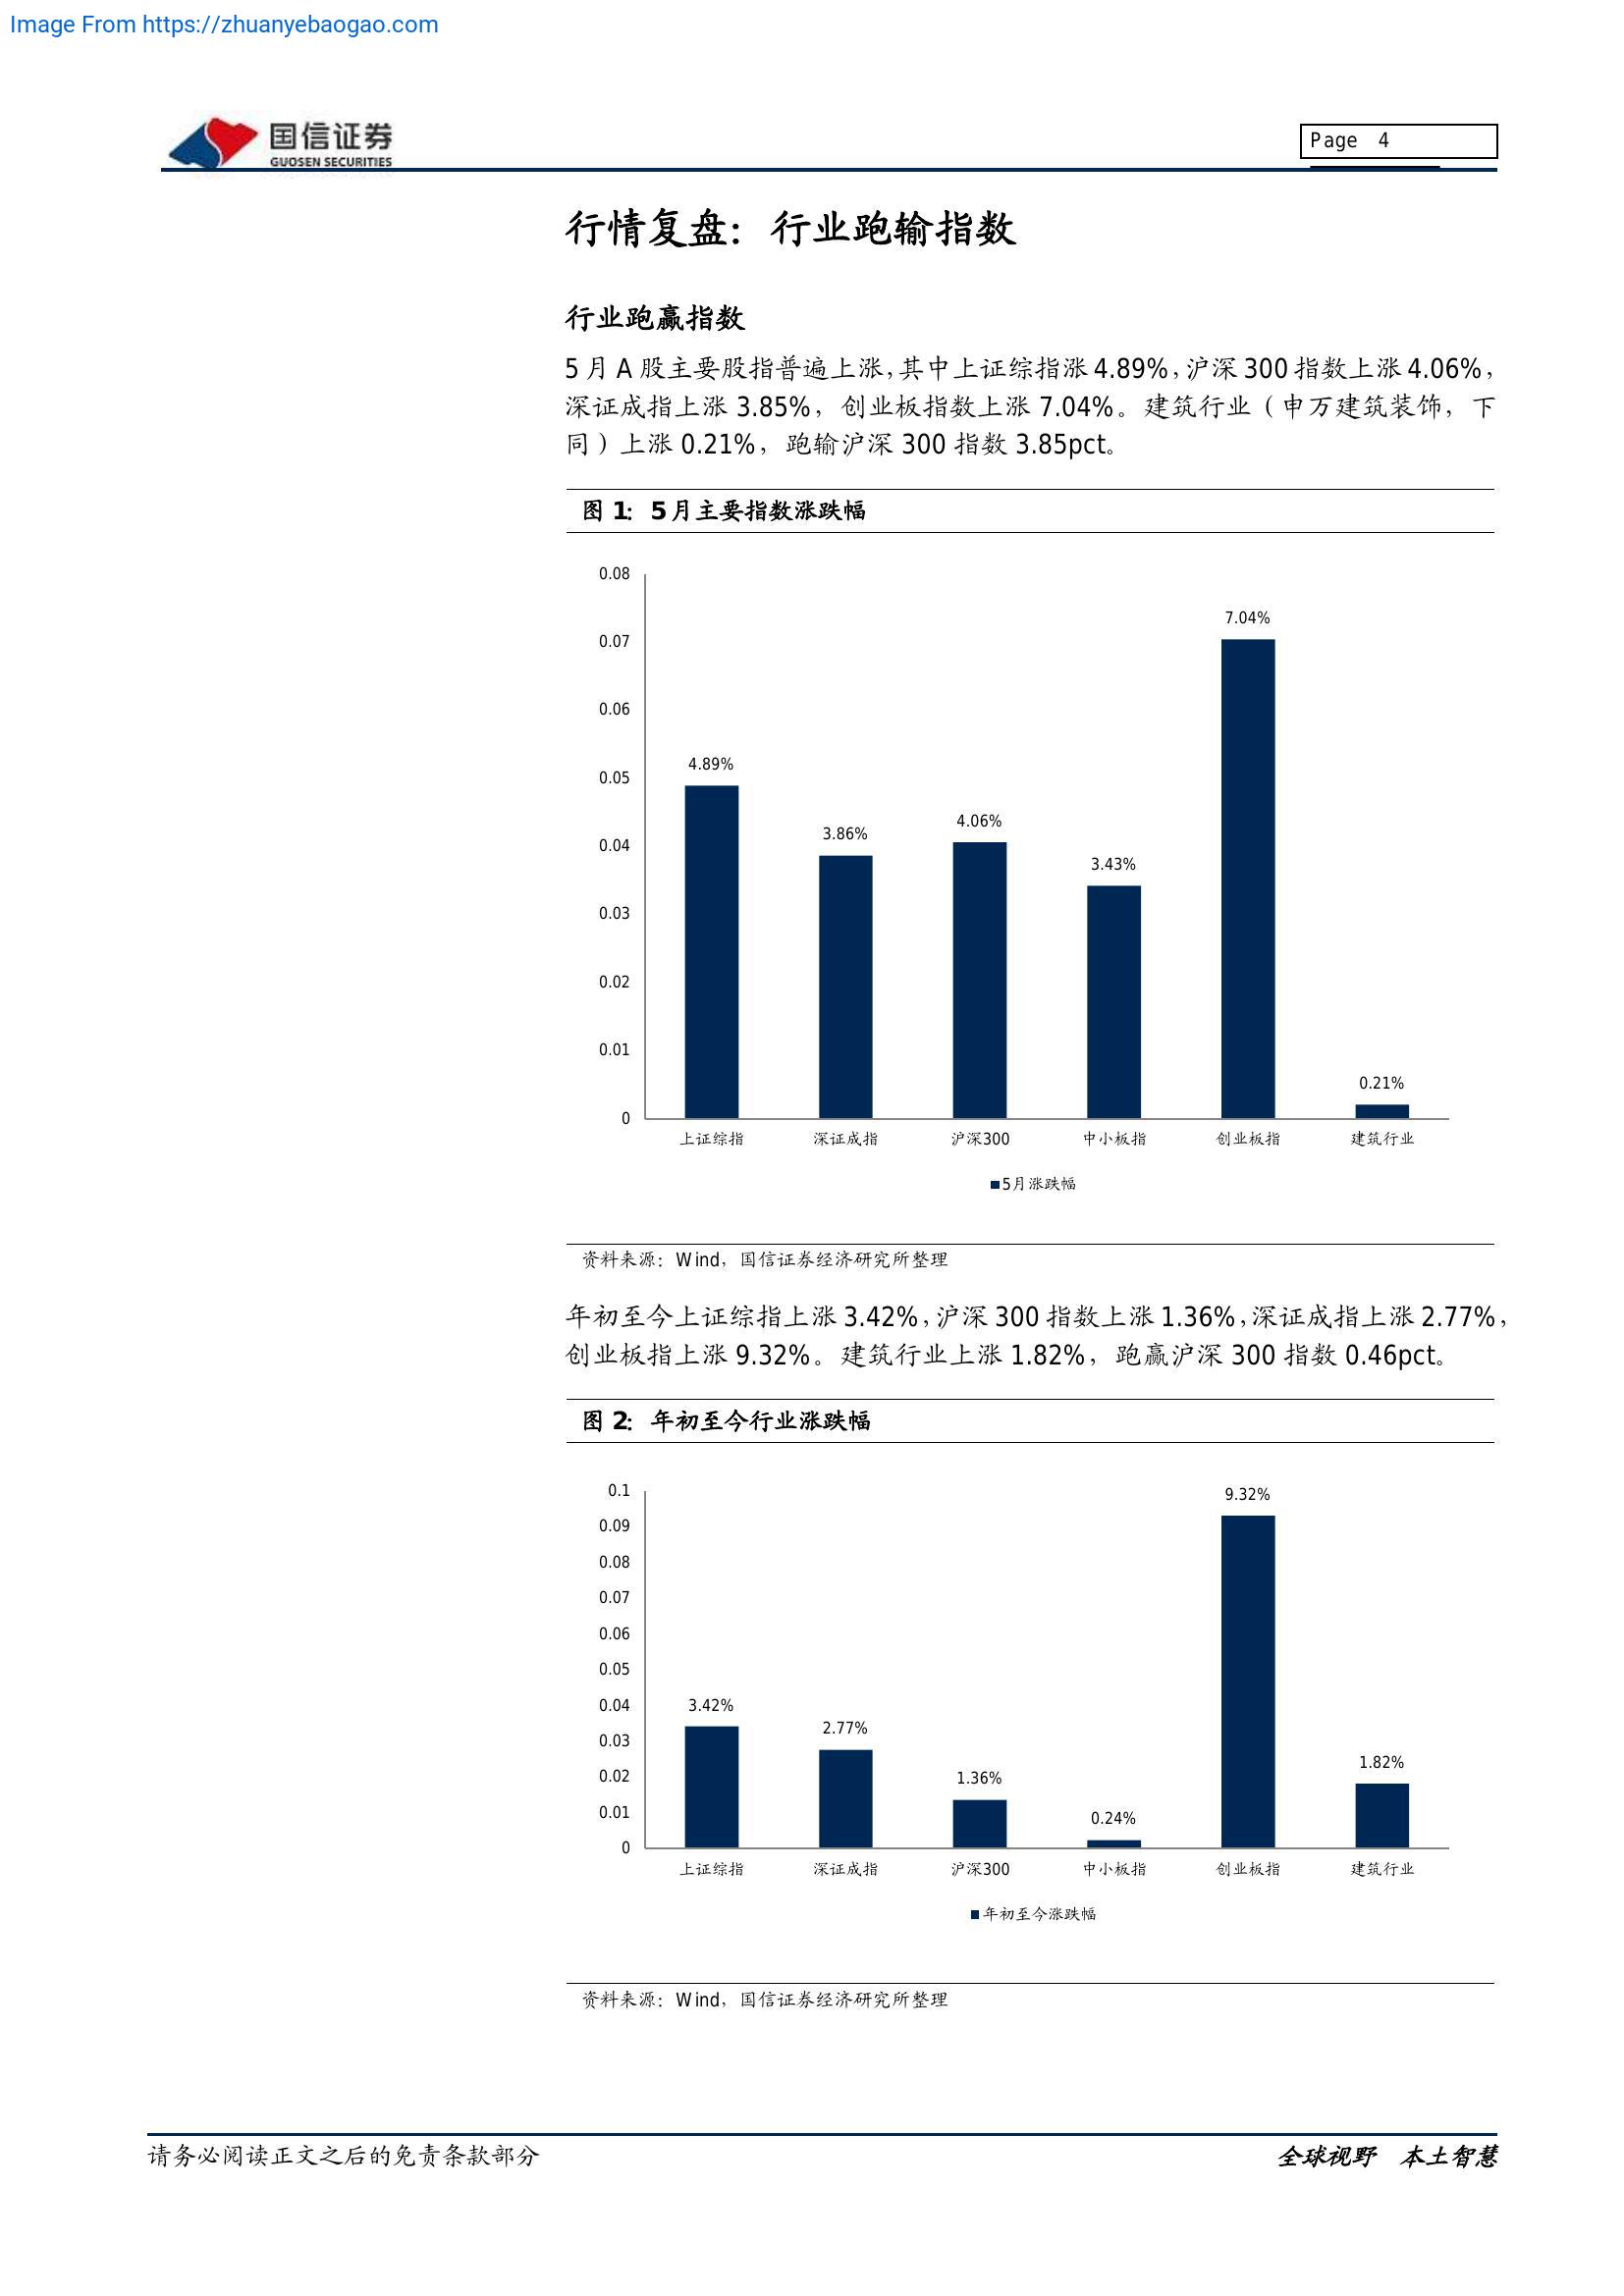 Image From https://zhuanyebaogao.com
国信证券
GUOSEN SECURITIES
Page 4
行情复盘：行业跑输指数
行业跑赢指数
5 月 A 股主要股指普遍上涨，其中上证综指涨 4.89%，沪深 300 指数上涨 4.06%，
深证成指上涨 3.85%，创业板指数上涨 7.04%。建筑行业（申万建筑装饰，下
同）上涨 0.21%，跑输沪深 300 指数 3.85pct。
图 1：5 月主要指数涨跌幅
0.08
0.07
0.06
0.05
0.04
0.03
0.02
0.01
0
4.89%
3.86%
4.06%
3.43%
7.04%
0.21%
上证综指 深证成指 沪深300 中小板指 创业板指 建筑行业
5月涨跌幅
资料来源：Wind，国信证券经济研究所整理
年初至今上证综指上涨 3.42%，沪深 300 指数上涨 1.36%，深证成指上涨 2.77%，
创业板指上涨 9.32%。建筑行业上涨 1.82%，跑赢沪深 300 指数 0.46pct。
图 2：年初至今行业涨跌幅
0.1
0.09
0.08
0.07
0.06
0.05
0.04
0.03
0.02
0.01
0
3.42%
2.77%
1.36%
0.24%
9.32%
1.82%
上证综指 深证成指 沪深300 中小板指 创业板指 建筑行业
年初至今涨跌幅
资料来源：Wind，国信证券经济研究所整理
请务必阅读正文之后的免责条款部分
全球视野 本土智慧